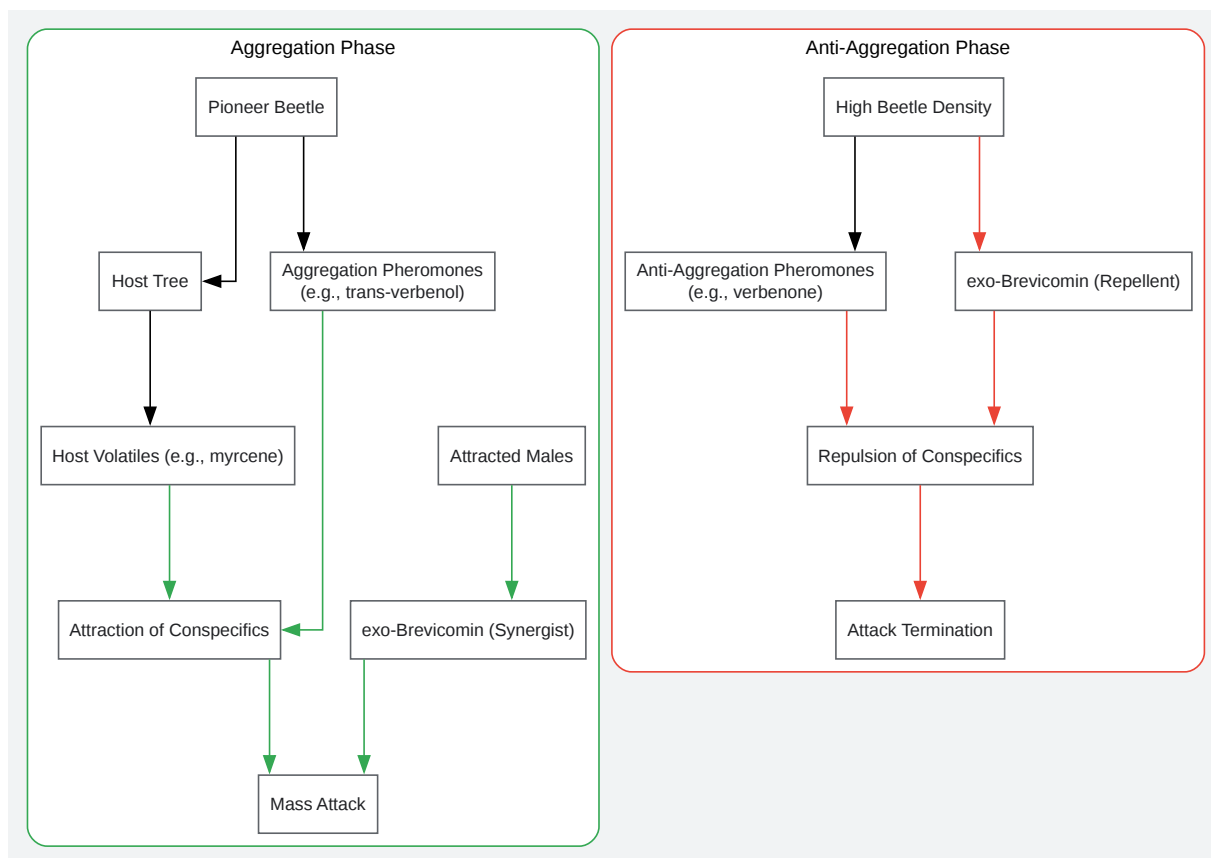 Aggregation Phase
Pioneer Beetle
Host Tree
Aggregation Pheromones
(e.g., trans-verbenol)
Host Volatiles (e.g., myrcene)
Attracted Males
Attraction of Conspecifics
exo-Brevicomin (Synergist)
Mass Attack
Anti-Aggregation Phase
High Beetle Density
Anti-Aggregation Pheromones
(e.g., verbenone)
exo-Brevicomin (Repellent)
Repulsion of Conspecifics
Attack Termination